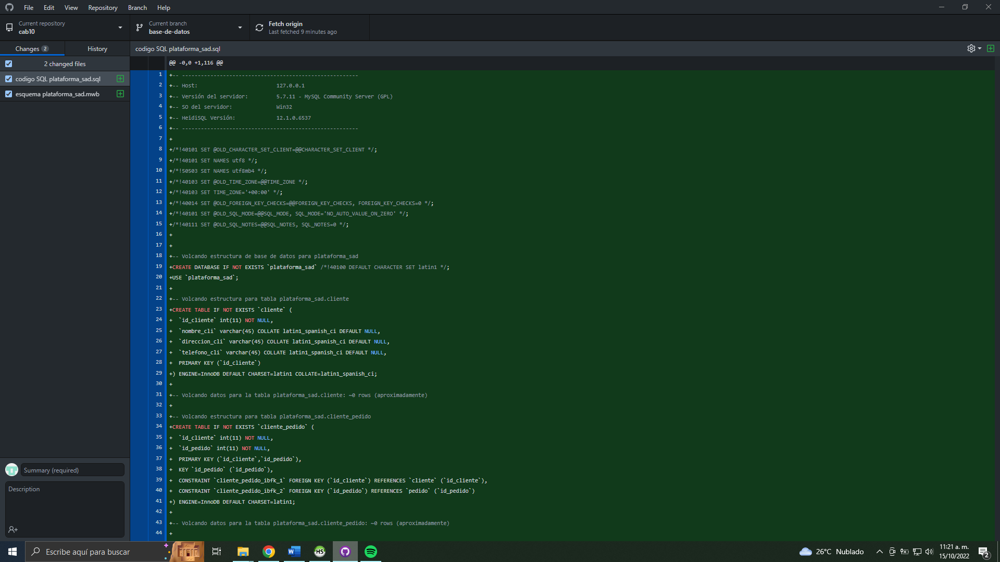 File Edit View Repository Branch Help
Current repository
cab10
Current branch
base-de-datos
Fetch origin
Last fetched 9 minutes ago
Changes 2
History
codigo SQL plataforma_sad.sql
2 changed files
codigo SQL plataforma_sad.sql
esquema plataforma_sad.mwb
@@ -0,0 +1,116 @@
1 +-- --------------------------------------------------------
2 +-- Host:                         127.0.0.1
3 +-- Versión del servidor:         5.7.11 - MySQL Community Server (GPL)
4 +-- SO del servidor:              Win32
5 +-- HeidiSQL Versión:             12.1.0.6537
6 +-- --------------------------------------------------------
7 +
8 +/*!40101 SET @OLD_CHARACTER_SET_CLIENT=@@CHARACTER_SET_CLIENT */;
9 +/*!40101 SET NAMES utf8 */;
10 +/*!50503 SET NAMES utf8mb4 */;
11 +/*!40103 SET @OLD_TIME_ZONE=@@TIME_ZONE */;
12 +/*!40103 SET TIME_ZONE='+00:00' */;
13 +/*!40014 SET @OLD_FOREIGN_KEY_CHECKS=@@FOREIGN_KEY_CHECKS, FOREIGN_KEY_CHECKS=0 */;
14 +/*!40101 SET @OLD_SQL_MODE=@@SQL_MODE, SQL_MODE='NO_AUTO_VALUE_ON_ZERO' */;
15 +/*!40111 SET @OLD_SQL_NOTES=@@SQL_NOTES, SQL_NOTES=0 */;
16 +
17 +
18 +-- Volcando estructura de base de datos para plataforma_sad
19 +CREATE DATABASE IF NOT EXISTS `plataforma_sad` /*!40100 DEFAULT CHARACTER SET latin1 */;
20 +USE `plataforma_sad`;
21 +
22 +-- Volcando estructura para tabla plataforma_sad.cliente
23 +CREATE TABLE IF NOT EXISTS `cliente` (
24 +  `id_cliente` int(11) NOT NULL,
25 +  `nombre_cli` varchar(45) COLLATE latin1_spanish_ci DEFAULT NULL,
26 +  `direccion_cli` varchar(45) COLLATE latin1_spanish_ci DEFAULT NULL,
27 +  `telefono_cli` varchar(45) COLLATE latin1_spanish_ci DEFAULT NULL,
28 +  PRIMARY KEY (`id_cliente`)
29 +) ENGINE=InnoDB DEFAULT CHARSET=latin1 COLLATE=latin1_spanish_ci;
30 +
31 +-- Volcando datos para la tabla plataforma_sad.cliente: ~0 rows (aproximadamente)
32 +
33 +-- Volcando estructura para tabla plataforma_sad.cliente_pedido
34 +CREATE TABLE IF NOT EXISTS `cliente_pedido` (
35 +  `id_cliente` int(11) NOT NULL,
36 +  `id_pedido` int(11) NOT NULL,
37 +  PRIMARY KEY (`id_cliente`,`id_pedido`),
38 +  KEY `id_pedido` (`id_pedido`),
39 +  CONSTRAINT `cliente_pedido_ibfk_1` FOREIGN KEY (`id_cliente`) REFERENCES `cliente` (`id_cliente`),
40 +  CONSTRAINT `cliente_pedido_ibfk_2` FOREIGN KEY (`id_pedido`) REFERENCES `pedido` (`id_pedido`)
41 +) ENGINE=InnoDB DEFAULT CHARSET=latin1;
42 +
43 +-- Volcando datos para la tabla plataforma_sad.cliente_pedido: ~0 rows (aproximadamente)
44 +
Summary (required)
Description
Escribe aquí para buscar
W
HS
26°C Nublado
11:21 a. m.
15/10/2022
2